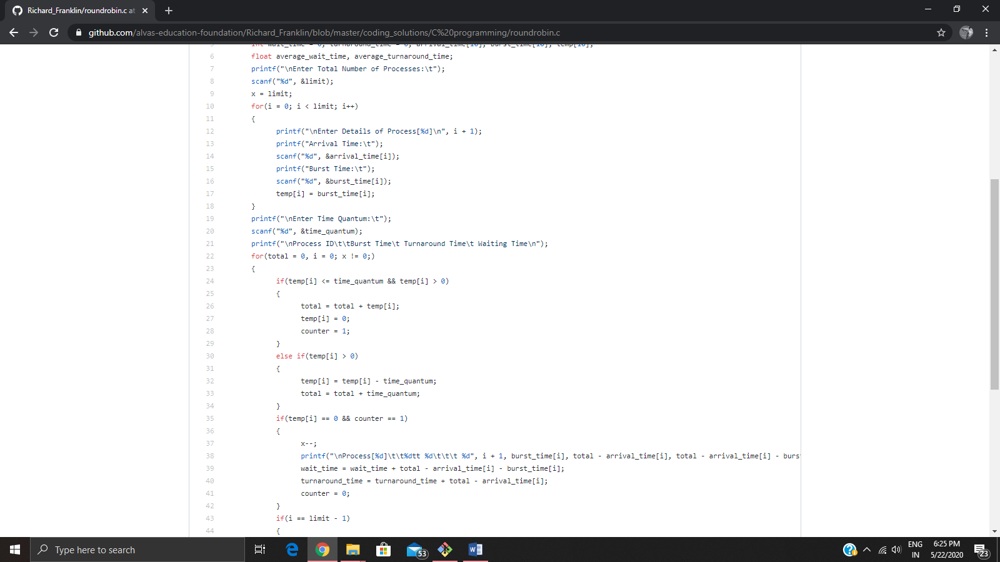 Richard_Franklin/roundrobin.c at
github.com/alvas-education-foundation/Richard_Franklin/blob/master/coding_solutions/C%20programming/roundrobin.c
6 float average_wait_time, average_turnaround_time;
7 printf("\nEnter Total Number of Processes:\t");
8 scanf("%d", &limit);
9 x = limit;
10 for(i = 0; i < limit; i++)
11 {
12 printf("\nEnter Details of Process[%d]\n", i + 1);
13 printf("Arrival Time:\t");
14 scanf("%d", &arrival_time[i]);
15 printf("Burst Time:\t");
16 scanf("%d", &burst_time[i]);
17 temp[i] = burst_time[i];
18 }
19 printf("\nEnter Time Quantum:\t");
20 scanf("%d", &time_quantum);
21 printf("\nProcess ID\t\tBurst Time\t Turnaround Time\t Waiting Time\n");
22 for(total = 0, i = 0; x != 0;)
23 {
24 if(temp[i] <= time_quantum && temp[i] > 0)
25 {
26 total = total + temp[i];
27 temp[i] = 0;
28 counter = 1;
29 }
30 else if(temp[i] > 0)
31 {
32 temp[i] = temp[i] - time_quantum;
33 total = total + time_quantum;
34 }
35 if(temp[i] == 0 && counter == 1)
36 {
37 x--;
38 printf("\nProcess[%d]\t\t%dtt %d\t\t\t %d", i + 1, burst_time[i], total - arrival_time[i], total - arrival_time[i] - burs
39 wait_time = wait_time + total - arrival_time[i] - burst_time[i];
40 turnaround_time = turnaround_time + total - arrival_time[i];
41 counter = 0;
42 }
43 if(i == limit - 1)
44 {
Type here to search
53
ENG
IN
6:25 PM
5/22/2020
23